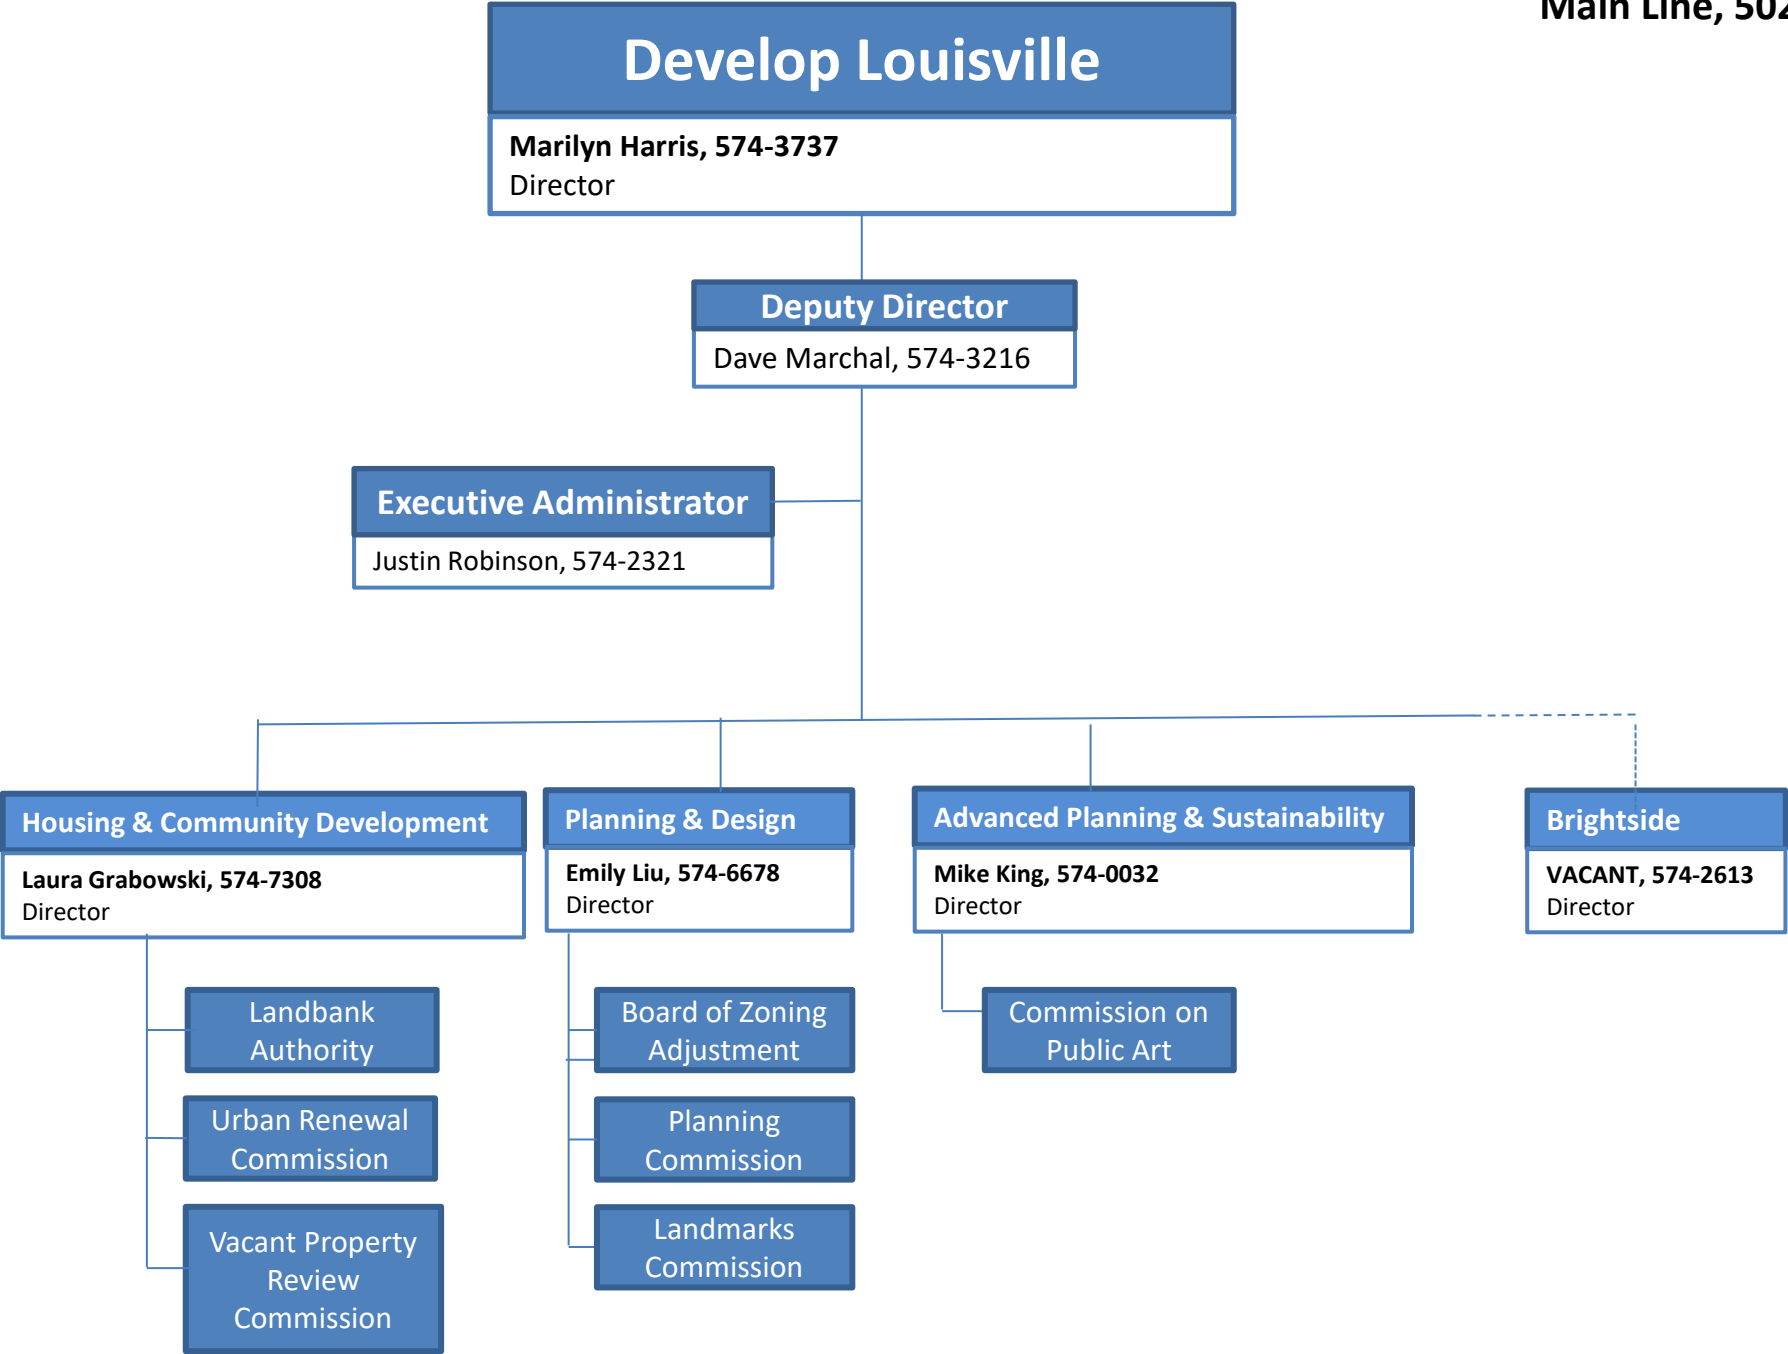 Main Line, 502
Develop Louisville
Marilyn Harris, 574-3737
Director
Deputy Director
Dave Marchal, 574-3216
Executive Administrator
Justin Robinson, 574-2321
Housing & Community Development
Laura Grabowski, 574-7308
Director
Planning & Design
Emily Liu, 574-6678
Director
Advanced Planning & Sustainability
Mike King, 574-0032
Director
Brightside
VACANT, 574-2613
Director
Landbank
Authority
Urban Renewal
Commission
Vacant Property
Review
Commission
Board of Zoning
Adjustment
Planning
Commission
Landmarks
Commission
Commission on
Public Art